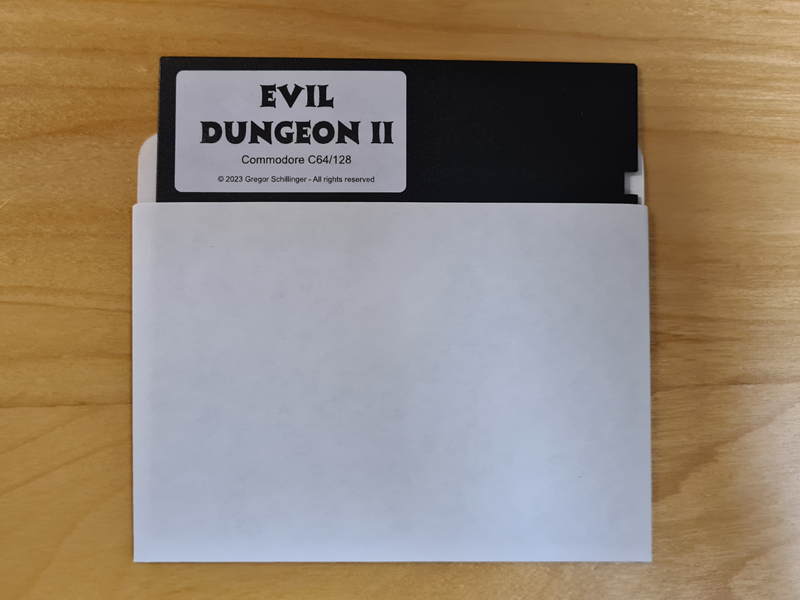 EVIL
DUNGEON II
Commodore C64/128
© 2023 Gregor Schillinger - All rights reserved